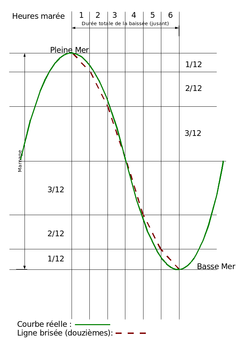 Heures marée 1 2 3 4 5 6
Durée totale de la baissée (jusant)
Pleine Mer
1/12
2/12
3/12
Marnage
3/12
2/12
1/12
Basse Mer
Courbe réelle :
Ligne brisée (douzièmes):